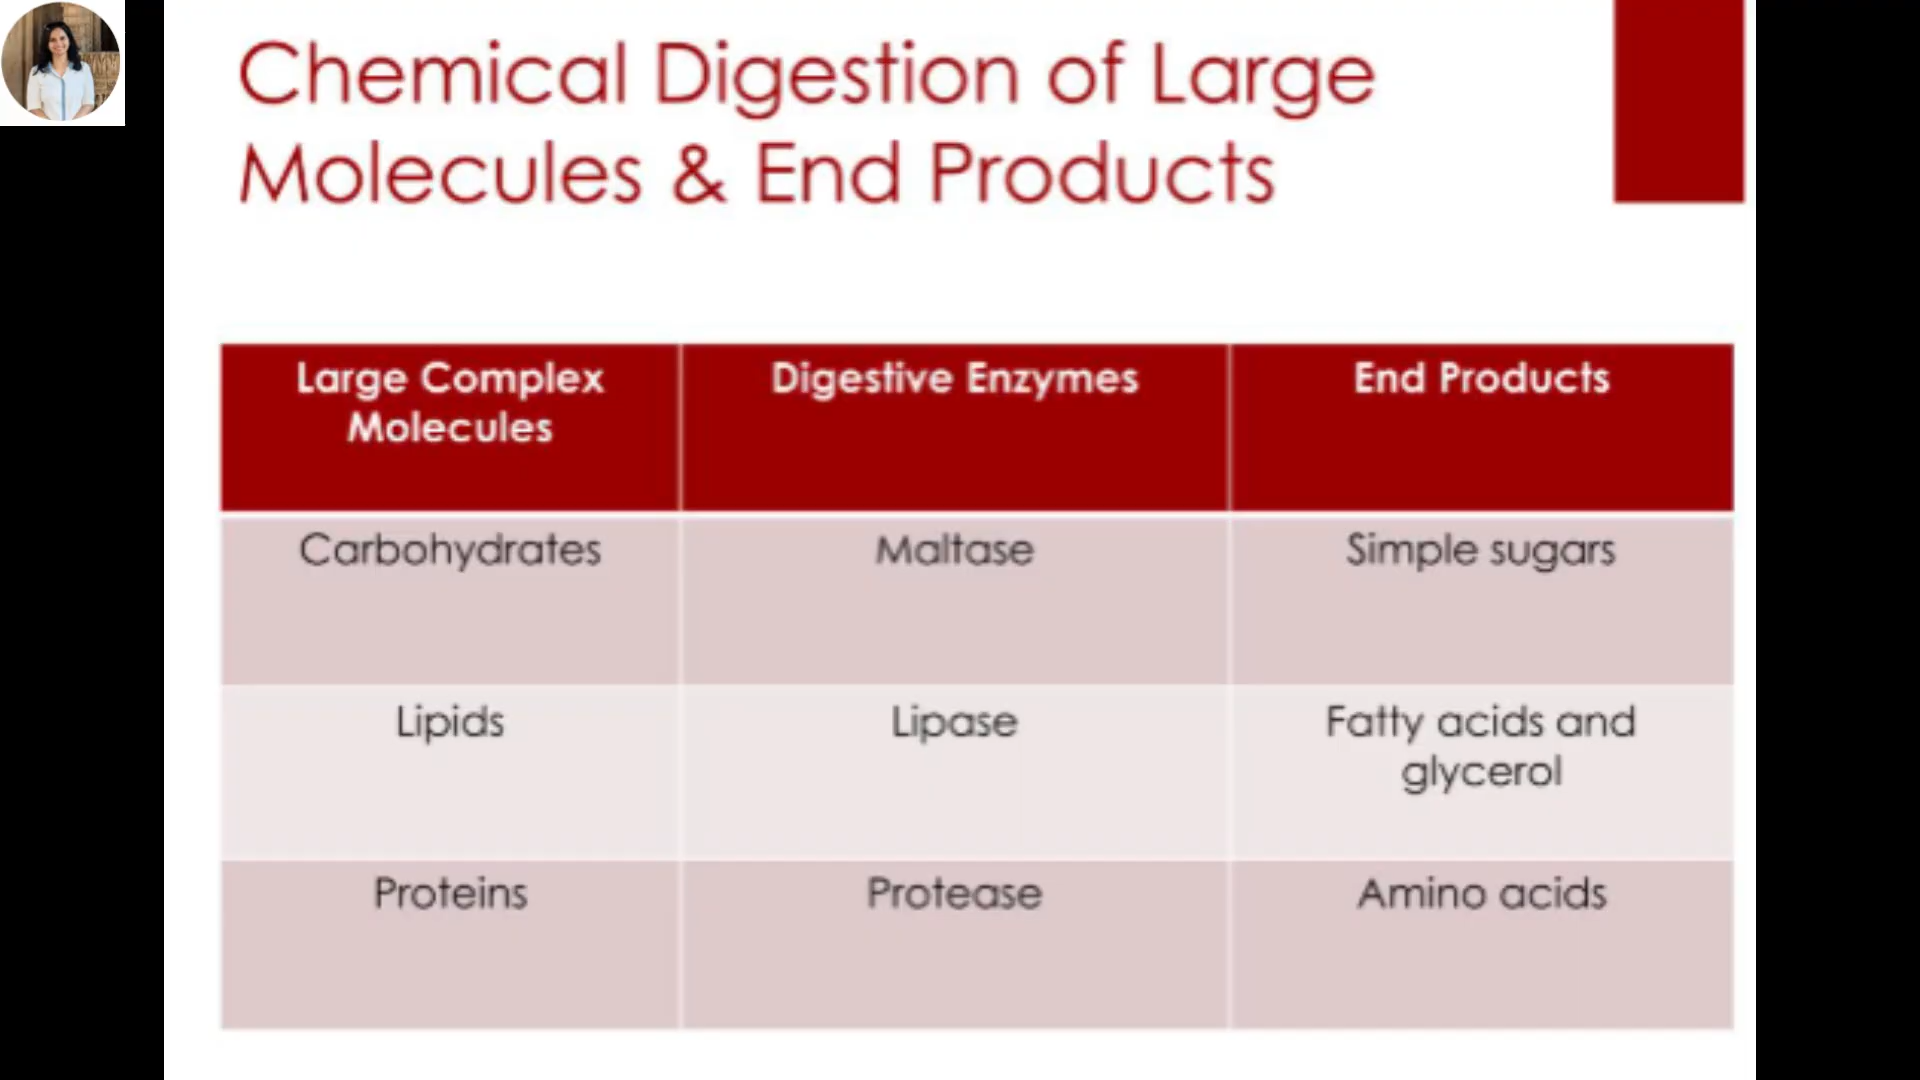 Chemical Digestion of Large
Molecules & End Products
Large Complex
Molecules
Digestive Enzymes
End Products
Carbohydrates
Maltase
Simple sugars
Lipids
Lipase
Fatty acids and
glycerol
Proteins
Protease
Amino acids